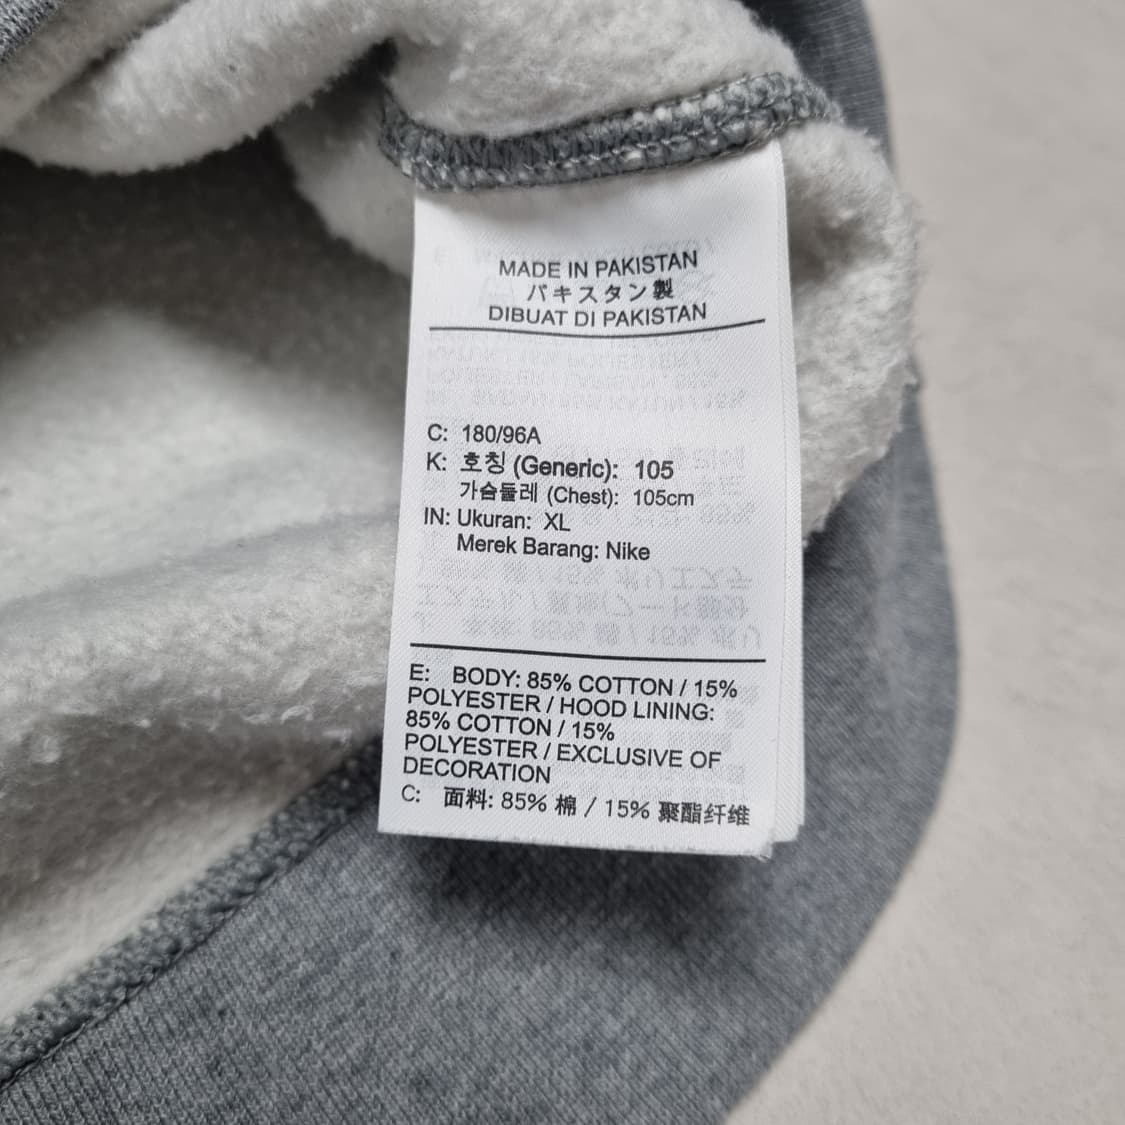 MADE IN PAKISTAN
パキスタン製
DIBUAT DI PAKISTAN
C: 180/96A
K: 호칭 (Generic): 105
가슴둘레 (Chest): 105cm
IN: Ukuran: XL
Merek Barang: Nike
E: BODY: 85% COTTON / 15%
POLYESTER / HOOD LINING:
85% COTTON / 15%
POLYESTER / EXCLUSIVE OF
DECORATION
C: 面料: 85% 棉 / 15% 聚酯纤维